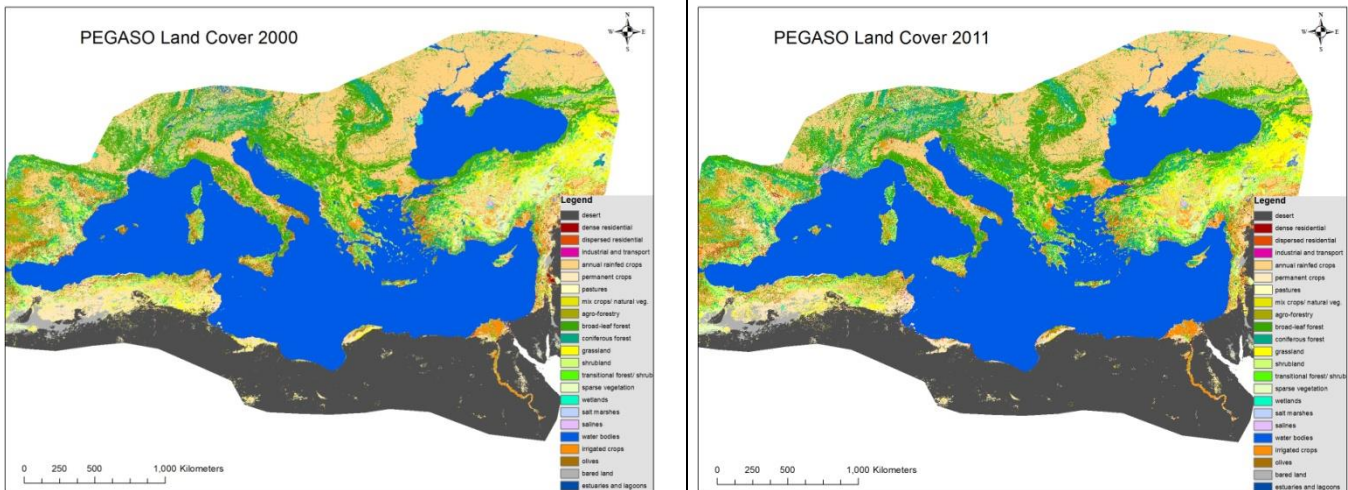 PEGASO Land Cover 2000
N
W E
S
Legend
desert
dense residential
dispersed residential
industrial and transport
annual rainfed crops
permanent crops
pastures
mix crops/ natural veg.
agro-forestry
broad-leaf forest
coniferous forest
grassland
shrubland
transitional forest/ shrub
sparse vegetation
wetlands
salt marshes
salines
water bodies
irrigated crops
olives
bared land
estuaries and lagoons
0 250 500 1,000 Kilometers
PEGASO Land Cover 2011
N
W E
S
Legend
desert
dense residential
dispersed residential
industrial and transport
annual rainfed crops
permanent crops
pastures
mix crops/ natural veg.
agro-forestry
broad-leaf forest
coniferous forest
grassland
shrubland
transitional forest/ shrub
sparse vegetation
wetlands
salt marshes
salines
water bodies
irrigated crops
olives
bared land
estuaries and lagoons
0 250 500 1,000 Kilometers